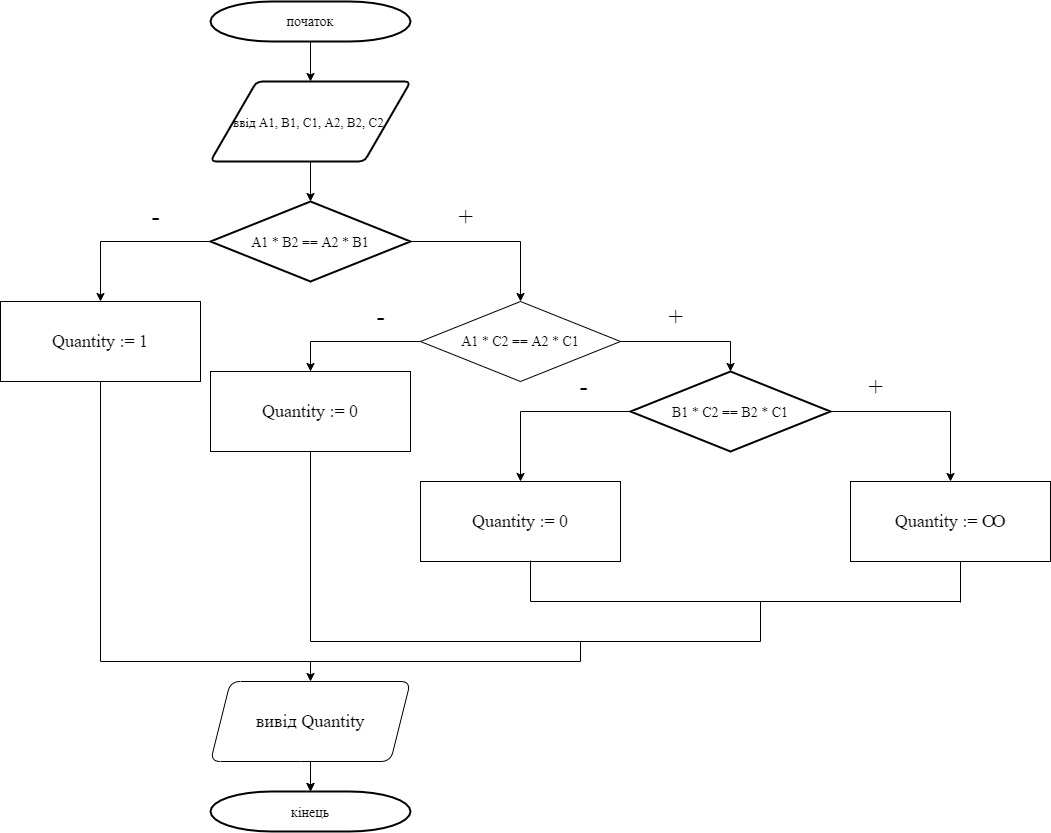 початок
ввід A1, B1, C1, A2, B2, C2
-
+
A1 * B2 == A2 * B1
Quantity := 1
-
+
A1 * C2 == A2 * C1
Quantity := 0
-
+
B1 * C2 == B2 * C1
Quantity := 0
Quantity := ꝏ
вивід Quantity
кінець